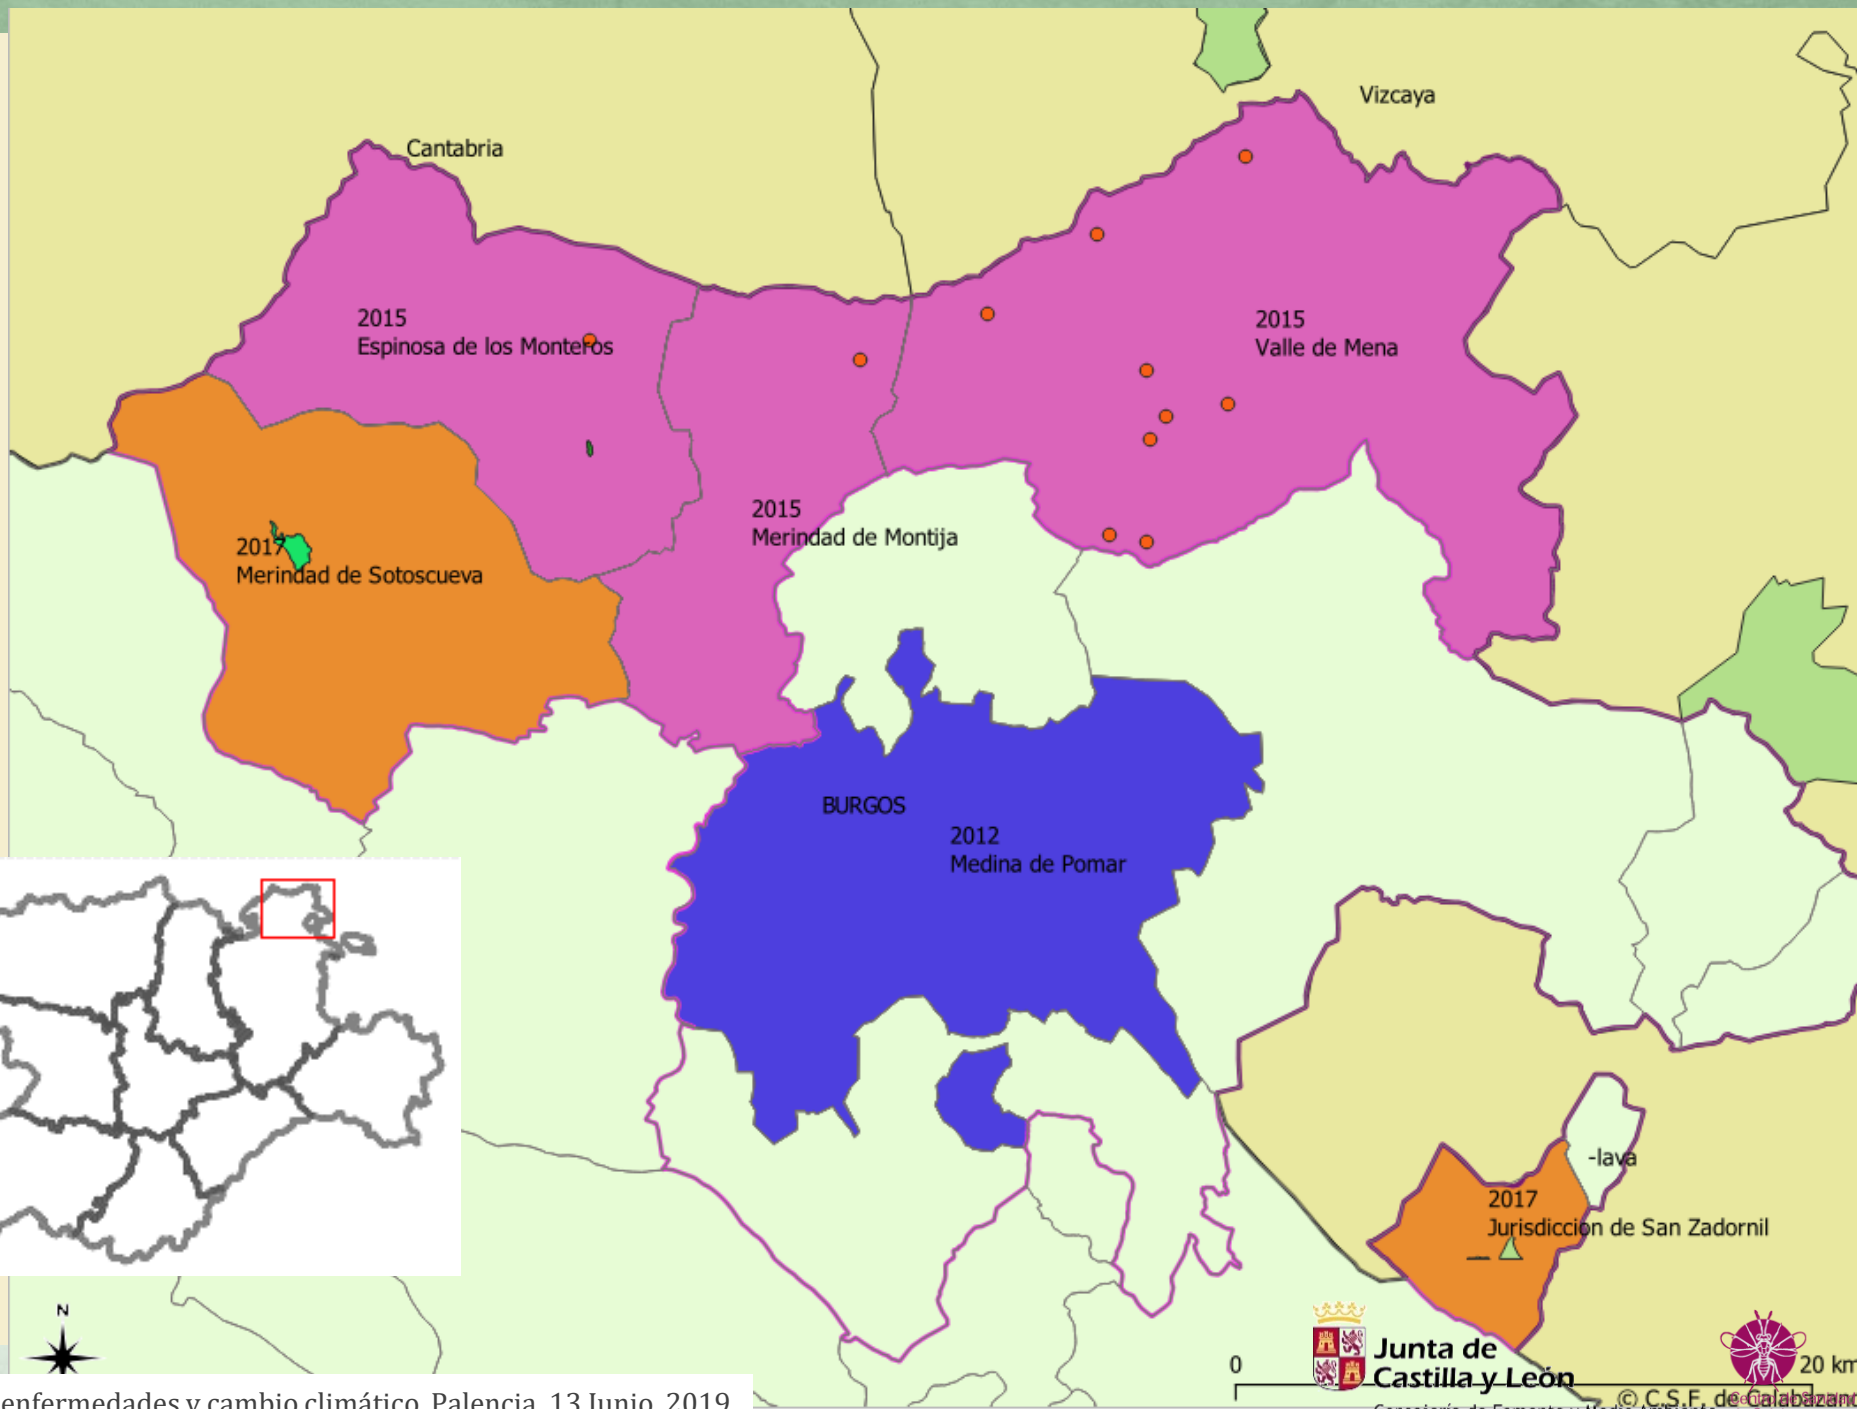 Vizcaya
Cantabria
2015
Espinosa de los Monteros
2015
Valle de Mena
2015
Merindad de Montija
2017
Merindad de Sotoscueva
BURGOS
2012
Medina de Pomar
-lava
2017
Jurisdiccion de San Zadornil
N
0
20 km
Junta de
Castilla y León
© C.S.F. de Calabazan
enfermedades y cambio climático. Palencia, 13 Junio, 2019